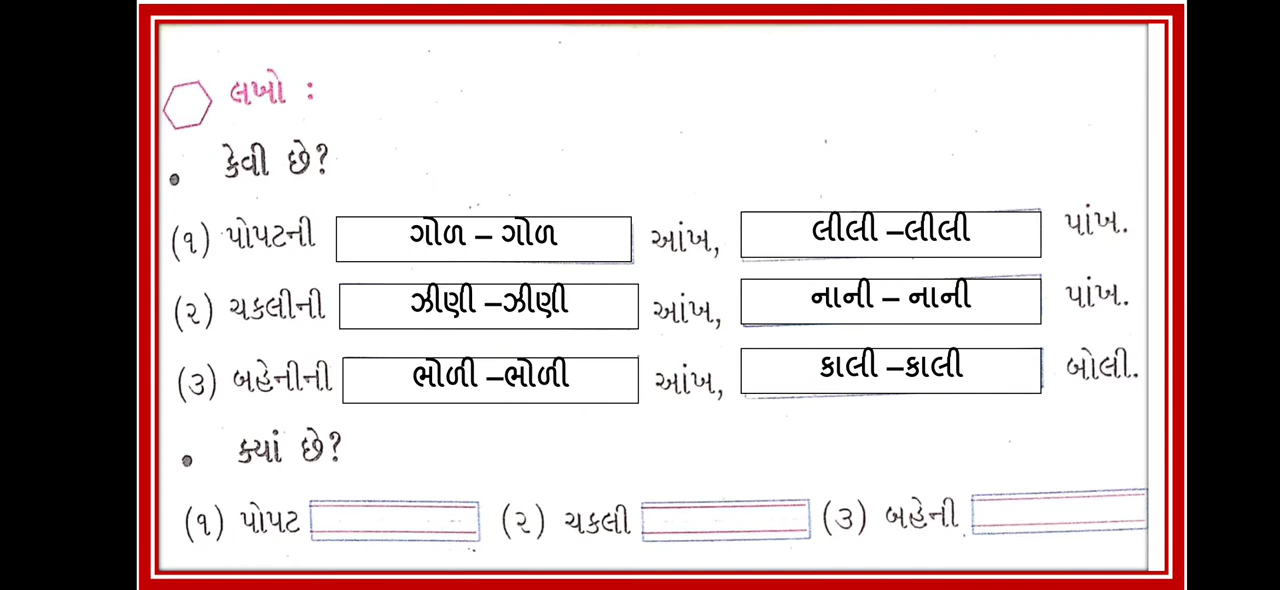 લખો :
• કેવી છે?
(૧) પોપટની ગોળ – ગોળ આંખ, લીલી –લીલી પાંખ.
(૨) ચકલીની ઝીણી –ઝીણી આંખ, નાની – નાની પાંખ.
(૩) બહેનીની ભોળી –ભોળી આંખ, કાલી –કાલી બોલી.
• ક્યાં છે?
(૧) પોપટ (૨) ચકલી (૩) બહેની